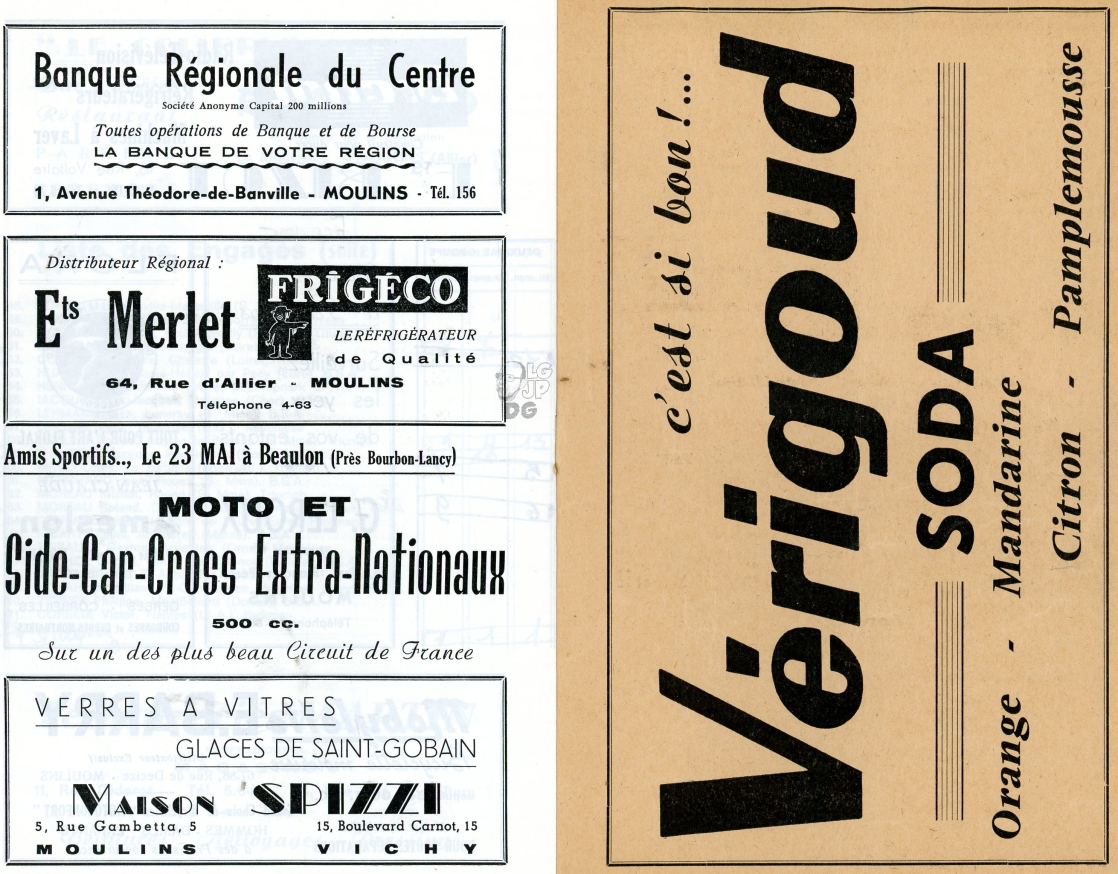 Banque Régionale du Centre
Société Anonyme Capital 200 millions
Toutes opérations de Banque et de Bourse
LA BANQUE DE VOTRE RÉGION
1, Avenue Théodore-de-Banville - MOULINS - Tél. 156
Distributeur Régional :
Ets Merlet
FRIGÉCO
LE RÉFRIGÉRATEUR
de Qualité
64, Rue d'Allier - MOULINS
Téléphone 4-63
Amis Sportifs.., Le 23 MAI à Beaulon (Près Bourbon-Lancy)
MOTO ET
Side-Car-Cross Extra-Nationaux
500 cc.
Sur un des plus beau Circuit de France
VERRES A VITRES
GLACES DE SAINT-GOBAIN
MAISON SPIZZI
5, Rue Gambetta, 5 15, Boulevard Carnot, 15
MOULINS VICHY
LG
JP
DG
c'est si bon !...
Vérigoud
SODA
Orange - Mandarine
Citron - Pamplemousse